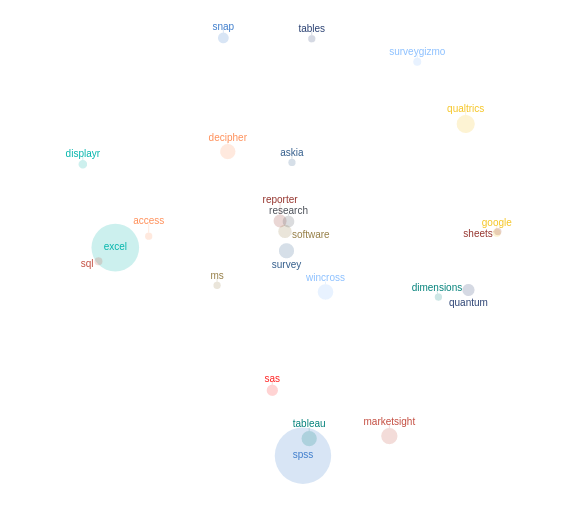 snap
tables
surveygizmo
qualtrics
decipher
askia
displayr
reporter
research
access
google
sheets
software
excel
sql
survey
ms
wincross
dimensions
quantum
sas
marketsight
tableau
spss